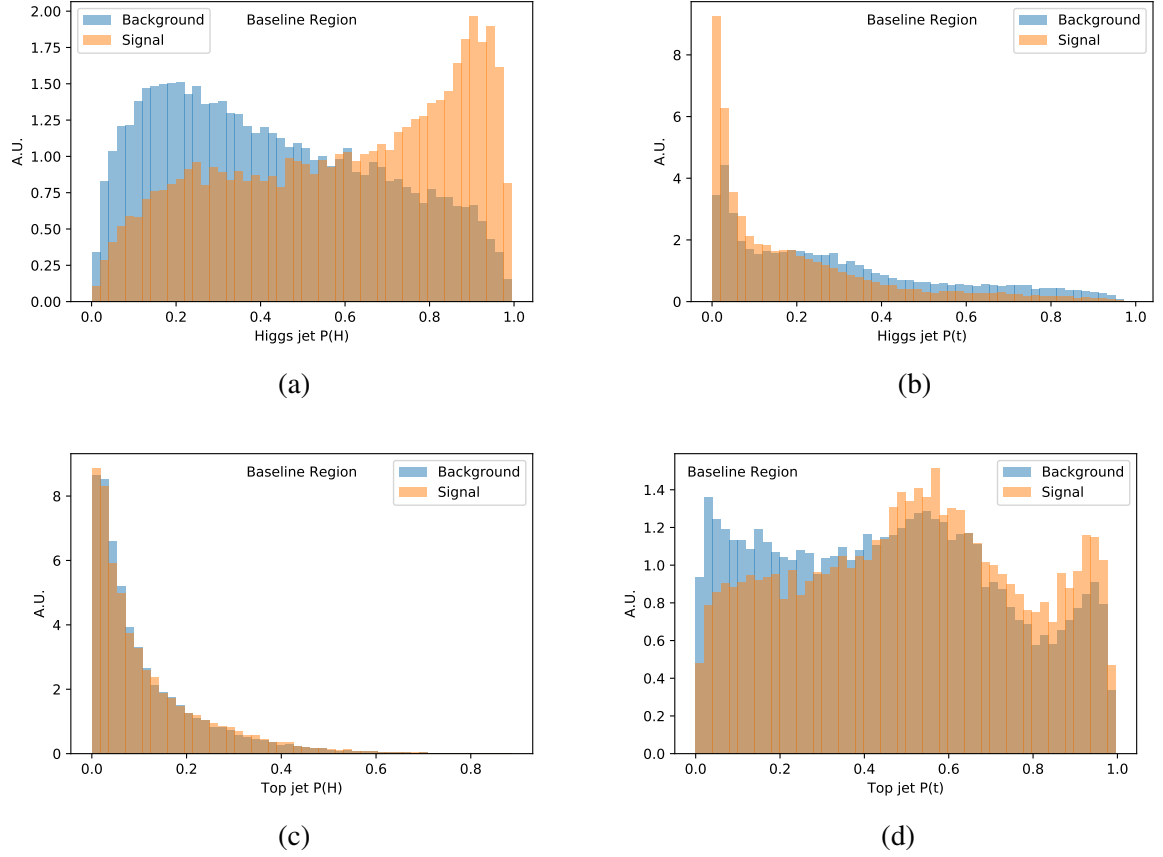 Background
Signal
Baseline Region
A.U.
2.00
1.75
1.50
1.25
1.00
0.75
0.50
0.25
0.00
0.0 0.2 0.4 0.6 0.8 1.0
Higgs jet P(H)
(a)
Baseline Region
Background
Signal
A.U.
8
6
4
2
0
0.0 0.2 0.4 0.6 0.8 1.0
Higgs jet P(t)
(b)
Baseline Region
Background
Signal
A.U.
8
6
4
2
0
0.0 0.2 0.4 0.6 0.8
Top jet P(H)
(c)
Baseline Region
Background
Signal
A.U.
1.4
1.2
1.0
0.8
0.6
0.4
0.2
0.0
0.0 0.2 0.4 0.6 0.8 1.0
Top jet P(t)
(d)